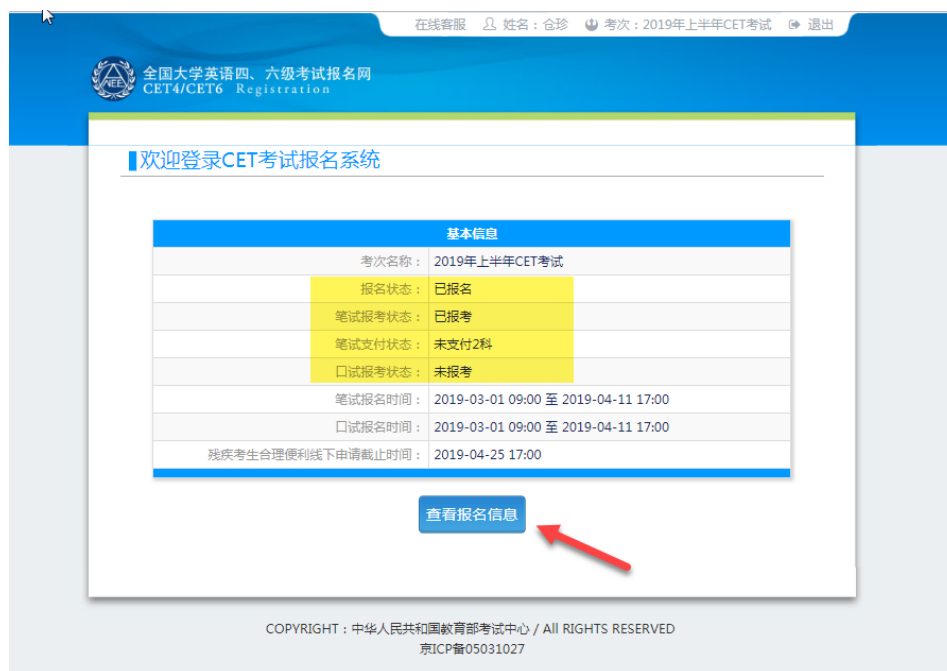 在线客服 姓名：仓珍 考次：2019年上半年CET考试 退出
NEEA
全国大学英语四、六级考试报名网
CET4/CET6 Registration
欢迎登录CET考试报名系统
基本信息
考次名称： 2019年上半年CET考试
报名状态： 已报名
笔试报考状态： 已报考
笔试支付状态： 未支付2科
口试报考状态： 未报考
笔试报名时间： 2019-03-01 09:00 至 2019-04-11 17:00
口试报名时间： 2019-03-01 09:00 至 2019-04-11 17:00
残疾考生合理便利线下申请截止时间： 2019-04-25 17:00
查看报名信息
COPYRIGHT：中华人民共和国教育部考试中心 / All RIGHTS RESERVED
京ICP备05031027